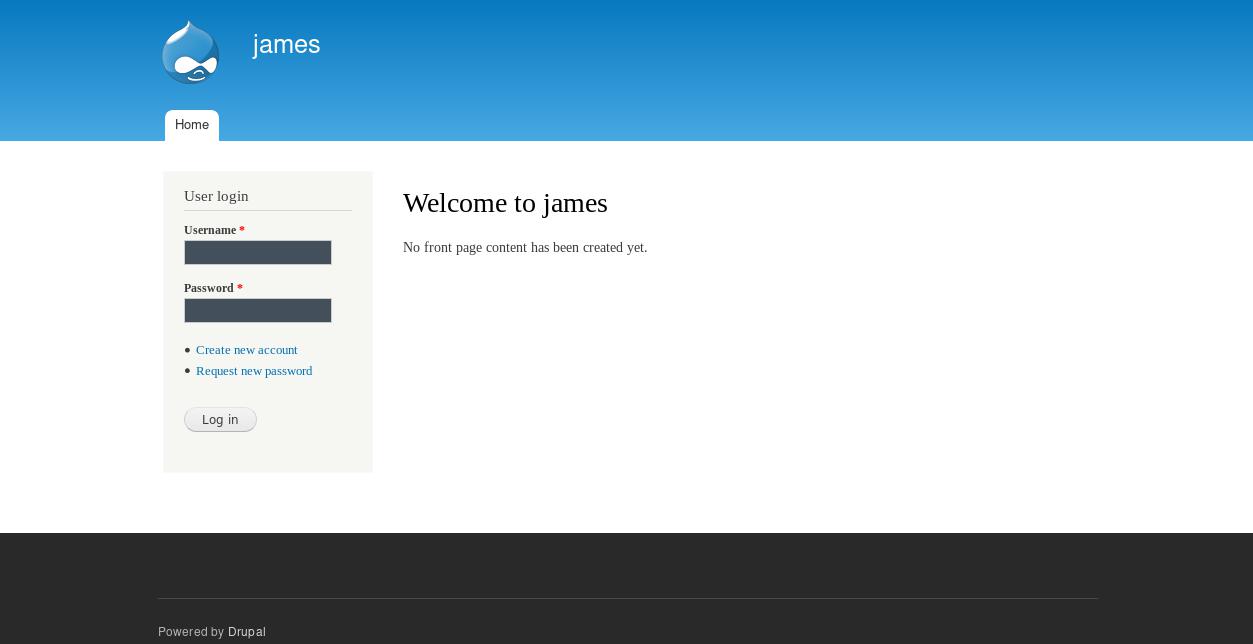 james
Home
User login
Username *
Password *
Create new account
Request new password
Log in
Welcome to james
No front page content has been created yet.
Powered by Drupal